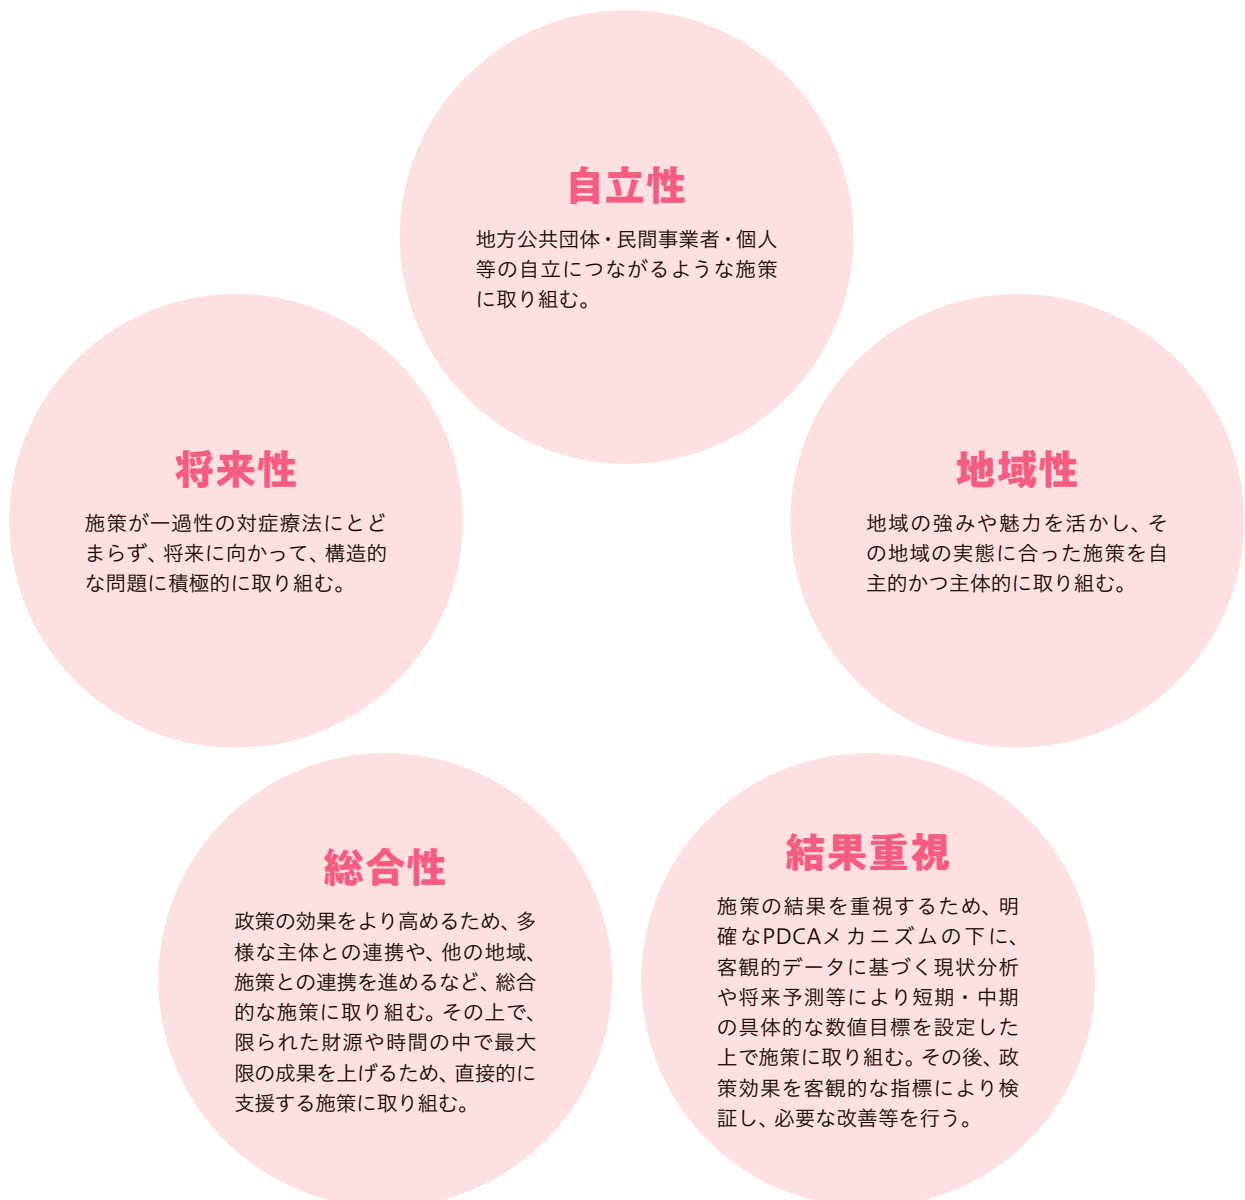 自立性
地方公共団体・民間事業者・個人
等の自立につながるような施策
に取り組む。
将来性
施策が一過性の対症療法にとど
まらず、将来に向かって、構造的
な問題に積極的に取り組む。
地域性
地域の強みや魅力を活かし、そ
の地域の実態に合った施策を自
主的かつ主体的に取り組む。
総合性
政策の効果をより高めるため、多
様な主体との連携や、他の地域、
施策との連携を進めるなど、総合
的な施策に取り組む。その上で、
限られた財源や時間の中で最大
限の成果を上げるため、直接的に
支援する施策に取り組む。
結果重視
施策の結果を重視するため、明
確なPDCAメカニズムの下に、
客観的データに基づく現状分析
や将来予測等により短期・中期
の具体的な数値目標を設定した
上で施策に取り組む。その後、政
策効果を客観的な指標により検
証し、必要な改善等を行う。